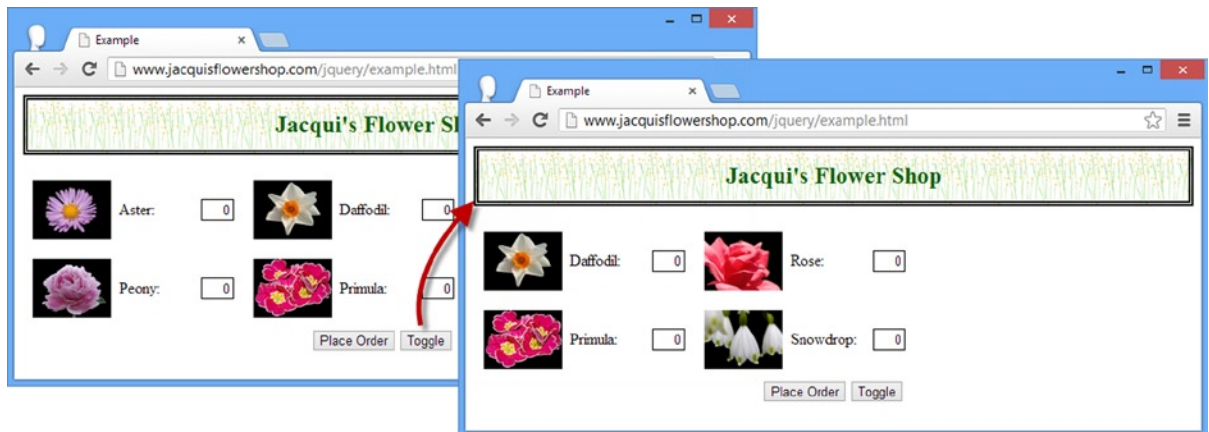 Example
www.jacquisflowershop.com/jquery/example.html
Jacqui's Flower Sl
Aster: 0 Daffodil: 0
Peony: 0 Primula: 0
Place Order Toggle
Example
www.jacquisflowershop.com/jquery/example.html
Jacqui's Flower Shop
Daffodil: 0 Rose: 0
Primula: 0 Snowdrop: 0
Place Order Toggle